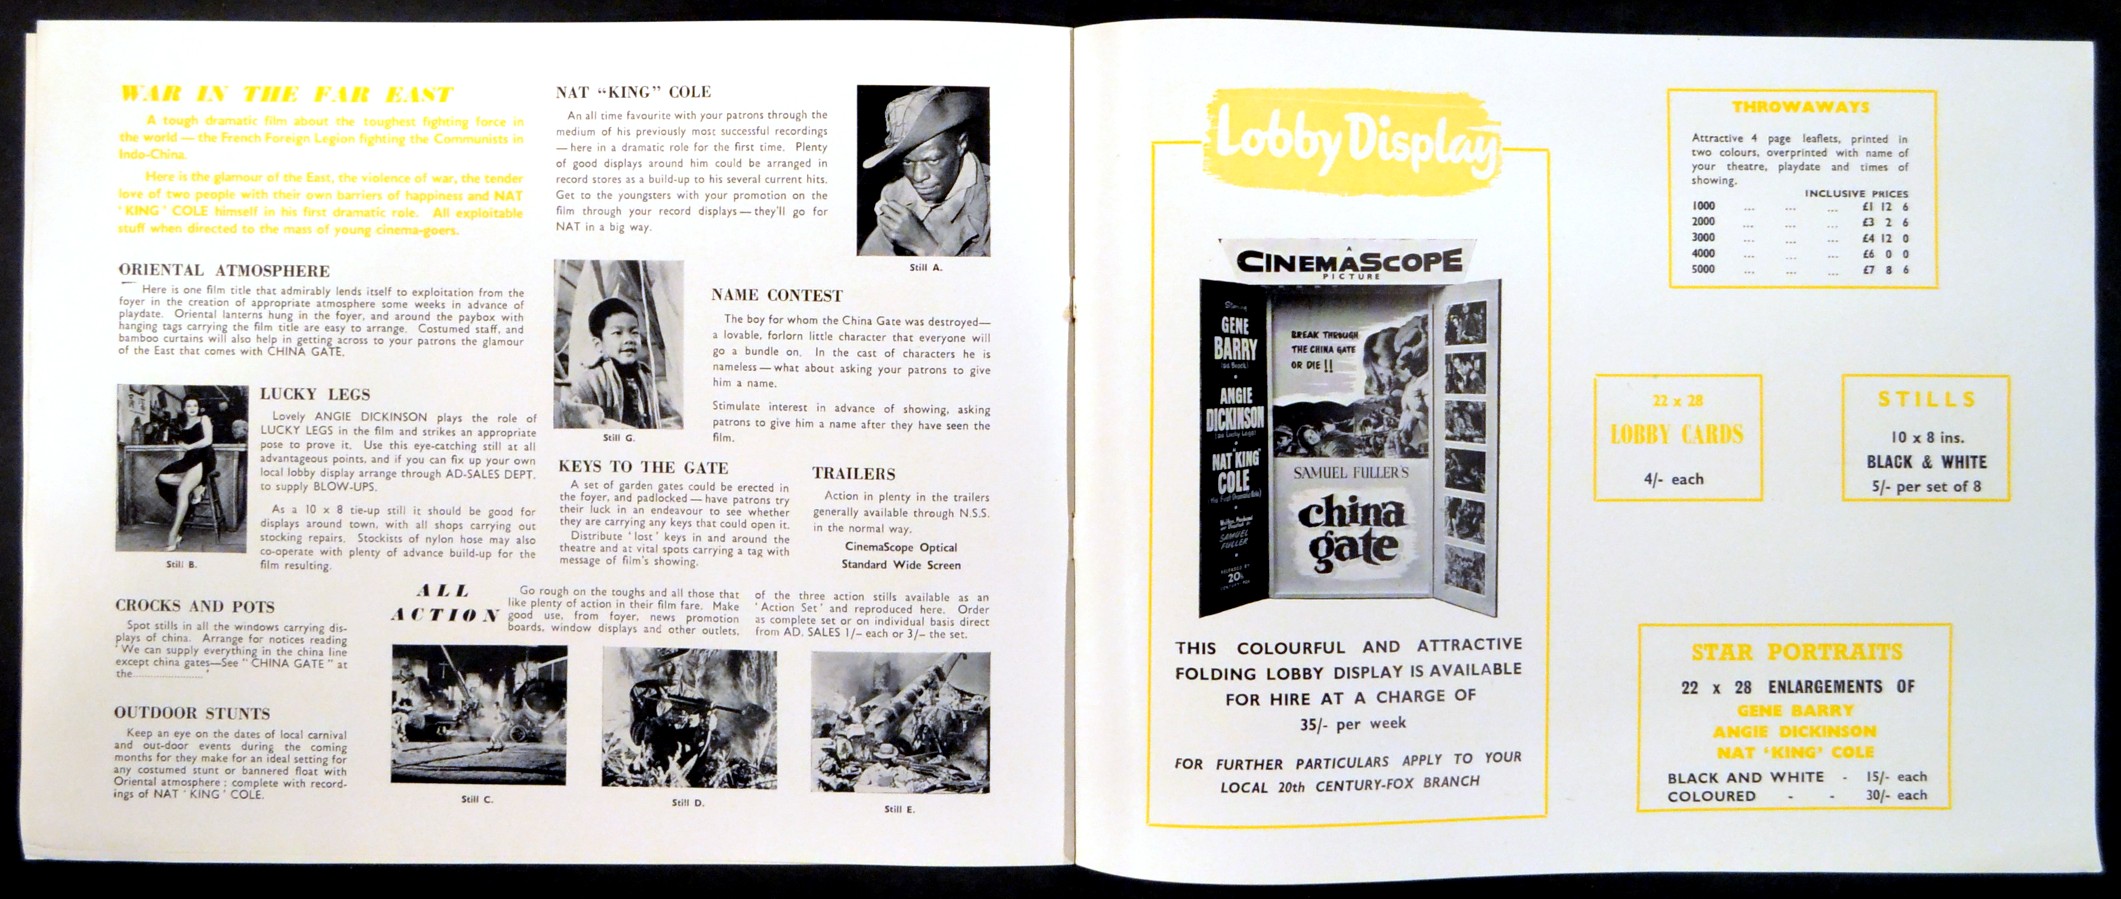 WAR IN THE FAR EAST
A tough dramatic film about the toughest fighting force in
the world — the French Foreign Legion fighting the Communists in
Indo-China.
Here is the glamour of the East, the violence of war, the tender
love of two people with their own barriers of happiness and NAT
'KING' COLE himself in his first dramatic role. All exploitable
stuff when directed to the mass of young cinema-goers.
ORIENTAL ATMOSPHERE
Here is one film title that admirably lends itself to exploitation from the
foyer in the creation of appropriate atmosphere some weeks in advance of
playdate. Oriental lanterns hung in the foyer, and around the paybox with
hanging tags carrying the film title are easy to arrange. Costumed staff, and
bamboo curtains will also help in getting across to your patrons the glamour
of the East that comes with CHINA GATE.
LUCKY LEGS
Lovely ANGIE DICKINSON plays the role of
LUCKY LEGS in the film and strikes an appropriate
pose to prove it. Use this eye-catching still at all
advantageous points, and if you can fix up your own
local lobby display arrange through AD-SALES DEPT.
to supply BLOW-UPS.
As a 10 x 8 tie-up still it should be good for
displays around town, with all shops carrying out
stocking repairs. Stockists of nylon hose may also
co-operate with plenty of advance build-up for the
film resulting.
Still B.
CROCKS AND POTS
Spot stills in all the windows carrying dis-
plays of china. Arrange for notices reading
'We can supply everything in the china line
except china gates—See "CHINA GATE" at
the........................'
OUTDOOR STUNTS
Keep an eye on the dates of local carnival
and out-door events during the coming
months for they make for an ideal setting for
any costumed stunt or bannered float with
Oriental atmosphere ; complete with record-
ings of NAT 'KING' COLE.
NAT "KING" COLE
An all time favourite with your patrons through the
medium of his previously most successful recordings
—here in a dramatic role for the first time. Plenty
of good displays around him could be arranged in
record stores as a build-up to his several current hits.
Get to the youngsters with your promotion on the
film through your record displays—they'll go for
NAT in a big way.
Still A.
Still G.
NAME CONTEST
The boy for whom the China Gate was destroyed—
a lovable, forlorn little character that everyone will
go a bundle on. In the cast of characters he is
nameless—what about asking your patrons to give
him a name.
Stimulate interest in advance of showing, asking
patrons to give him a name after they have seen the
film.
KEYS TO THE GATE
A set of garden gates could be erected in
the foyer, and padlocked—have patrons try
their luck in an endeavour to see whether
they are carrying any keys that could open it.
Distribute 'lost' keys in and around the
theatre and at vital spots carrying a tag with
message of film's showing.
TRAILERS
Action in plenty in the trailers
generally available through N.S.S.
in the normal way.
CinemaScope Optical
Standard Wide Screen
ALL
ACTION
Go rough on the toughs and all those that
like plenty of action in their film fare. Make
good use, from foyer, news promotion
boards, window displays and other outlets,
of the three action stills available as an
'Action Set' and reproduced here. Order
as complete set or on individual basis direct
from AD. SALES 1/- each or 3/- the set.
Still C.
Still D.
Still E.
Lobby Display
A
CINEMASCOPE
PICTURE
Starring
GENE
BARRY
(as Brock)
ANGIE
DICKINSON
(as Lucky Legs)
NAT "KING"
COLE
SAMUEL
FULLER
RELEASED BY
20th
BREAK THROUGH
THE CHINA GATE
OR DIE !!
SAMUEL FULLER'S
china
gate
THIS COLOURFUL AND ATTRACTIVE
FOLDING LOBBY DISPLAY IS AVAILABLE
FOR HIRE AT A CHARGE OF
35/- per week
FOR FURTHER PARTICULARS APPLY TO YOUR
LOCAL 20th CENTURY-FOX BRANCH
THROWAWAYS
Attractive 4 page leaflets, printed in
two colours, overprinted with name of
your theatre, playdate and times of
showing.
INCLUSIVE PRICES
1000 ... ... ... £1 12 6
2000 ... ... ... £3 2 6
3000 ... ... ... £4 12 0
4000 ... ... ... £6 0 0
5000 ... ... ... £7 8 6
22 x 28
LOBBY CARDS
4/- each
STILLS
10 x 8 ins.
BLACK & WHITE
5/- per set of 8
STAR PORTRAITS
22 x 28 ENLARGEMENTS OF
GENE BARRY
ANGIE DICKINSON
NAT 'KING' COLE
BLACK AND WHITE - 15/- each
COLOURED - - 30/- each